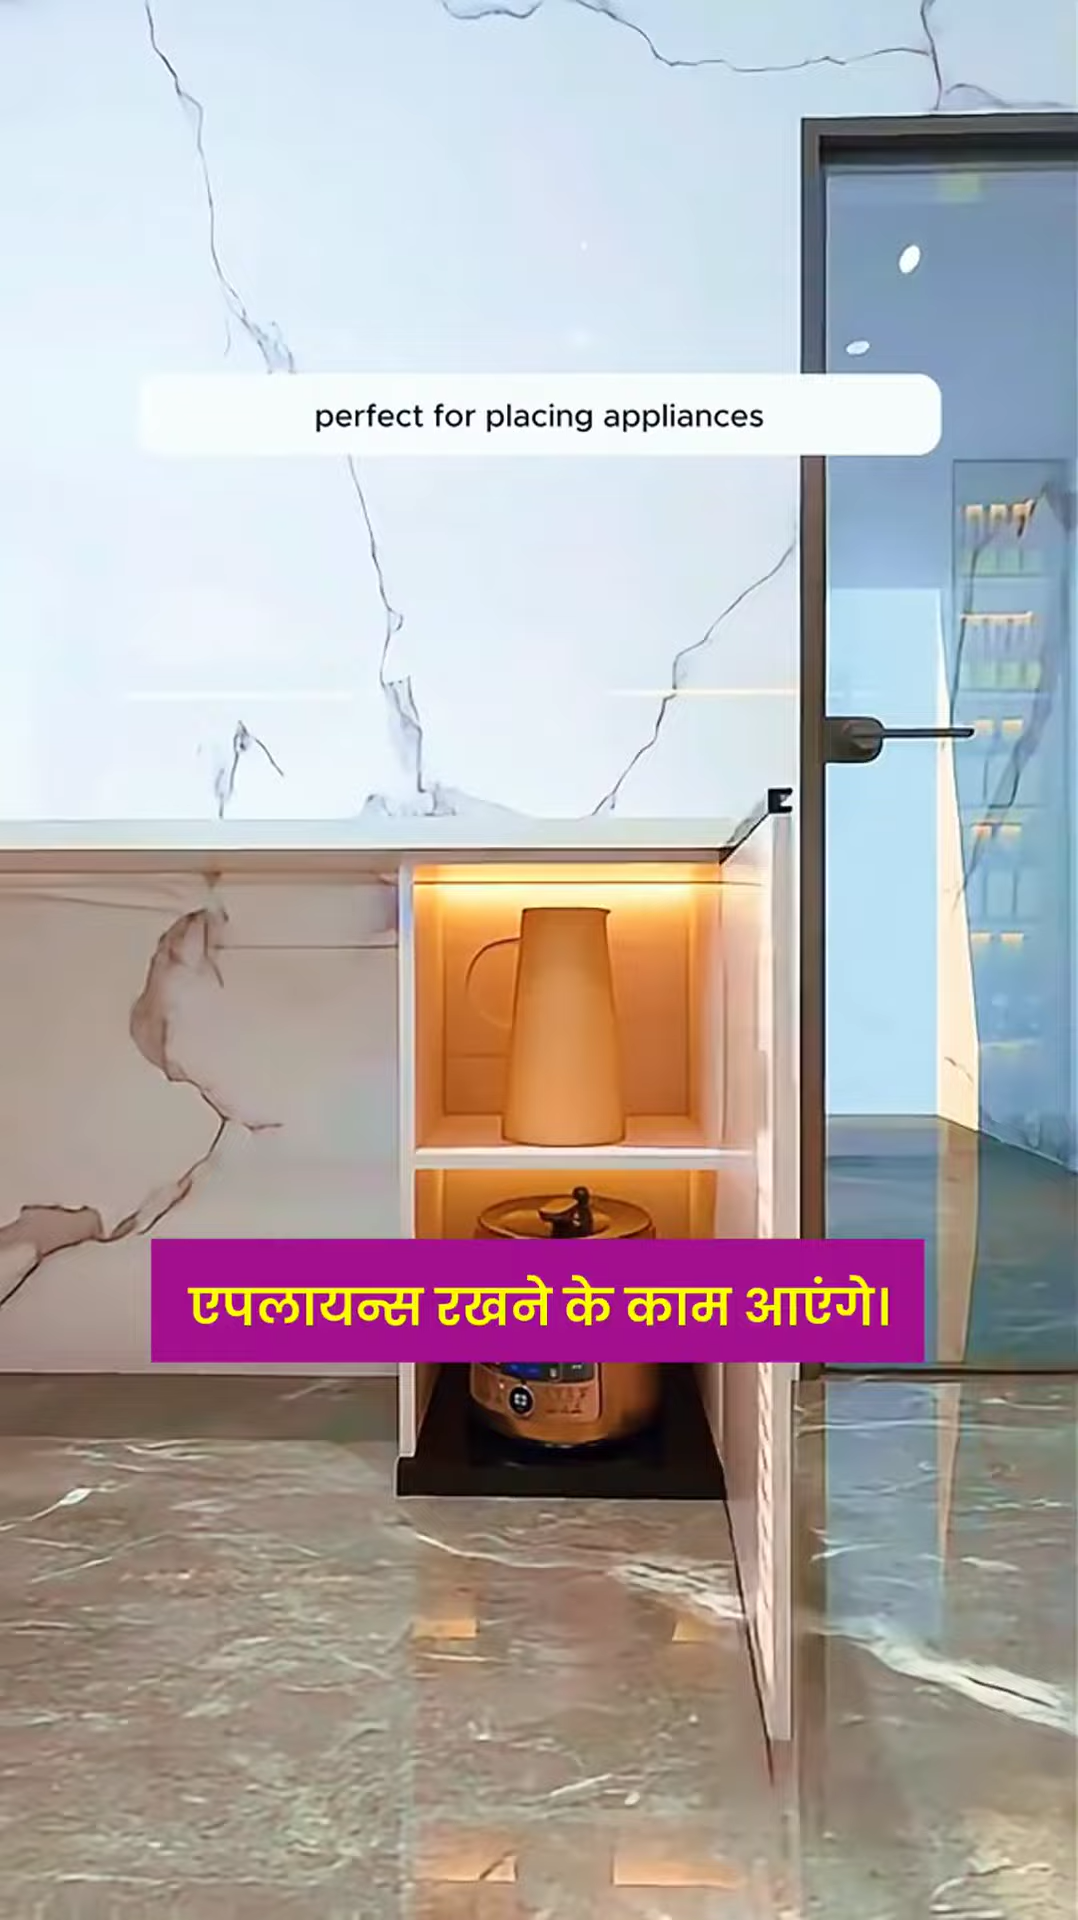 perfect for placing appliances
एपलायन्स रखने के काम आएंगे।